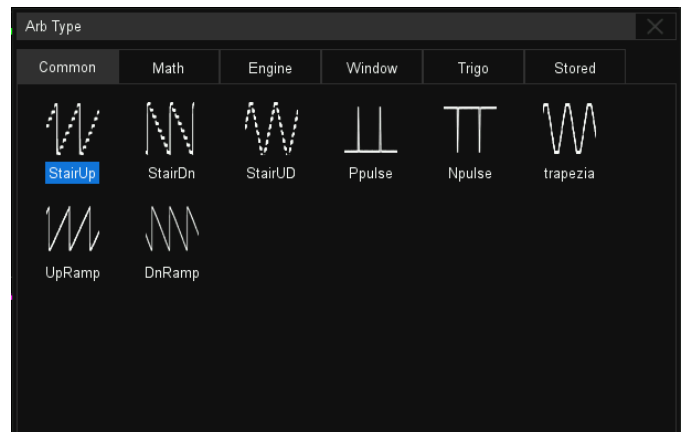 Arb Type
Common Math Engine Window Trigo Stored
StairUp StairDn StairUD Ppulse Npulse trapezia
UpRamp DnRamp